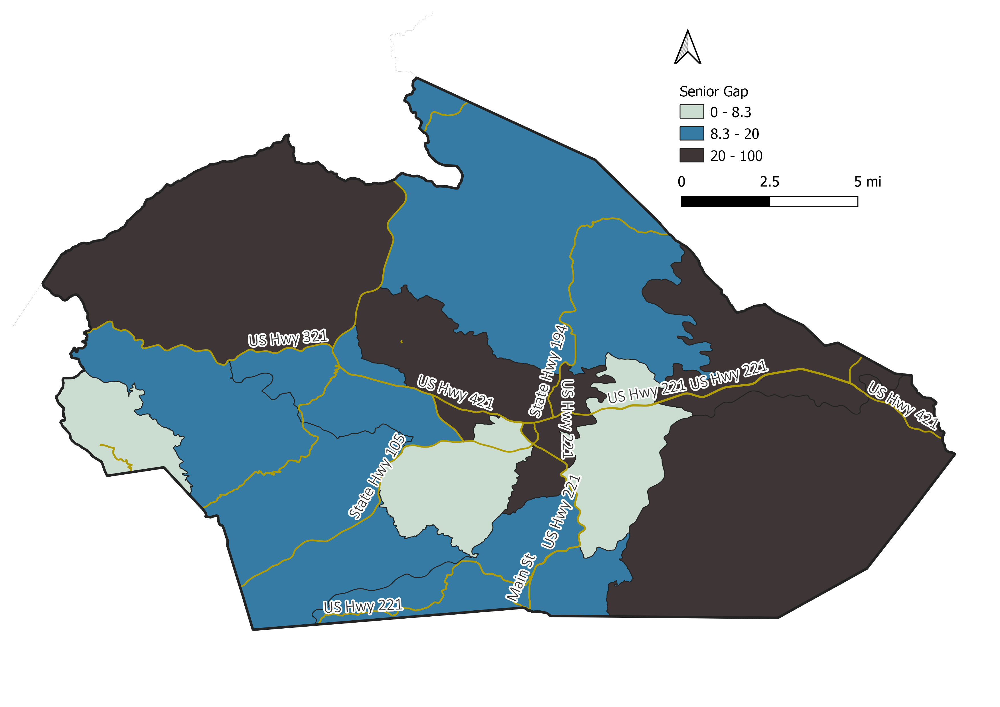 Senior Gap
0 - 8.3
8.3 - 20
20 - 100
0 2.5 5 mi
US Hwy 321
State Hwy 194
US Hwy 421
US Hwy 221
US Hwy 221
US Hwy 221
US Hwy 421
State Hwy 105
US Hwy 221
Main St
US Hwy 221